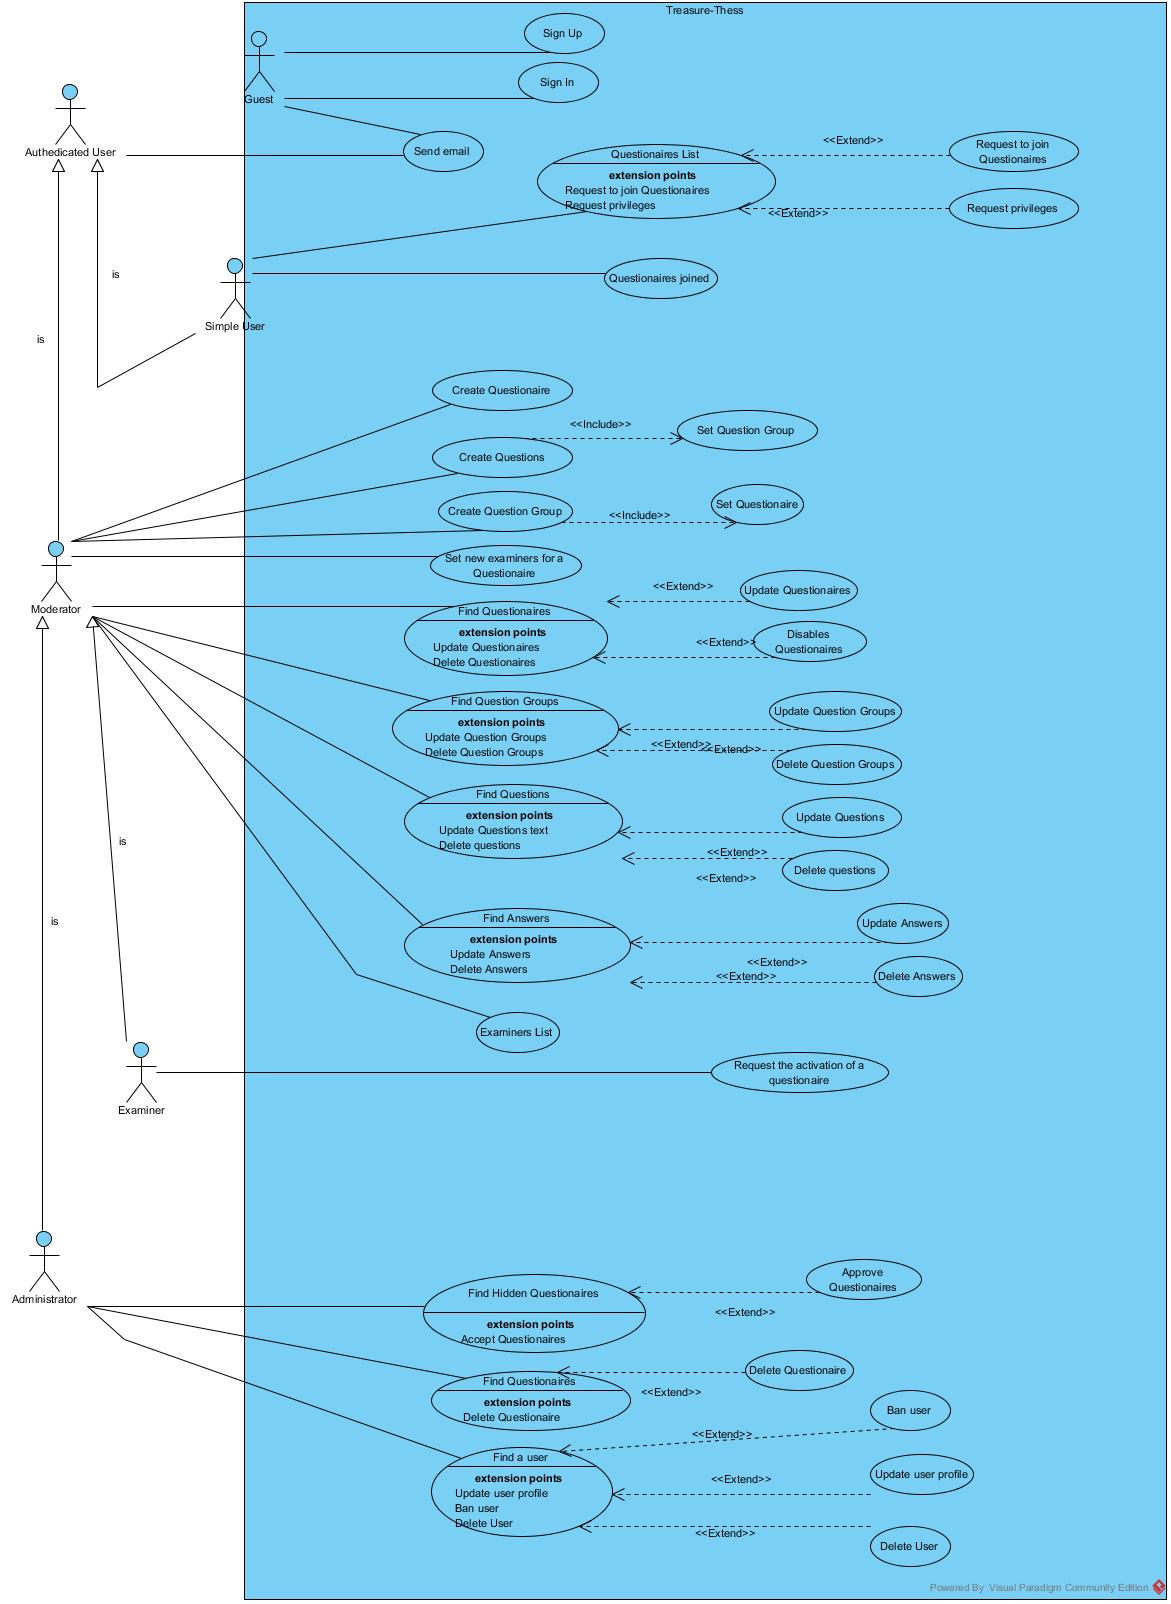 Treasure-Thess
Sign Up
Guest
Sign In
Authedicated User
Send email
Questionaires List
extension points
Request to join Questionaires
Request privileges
<<Extend>>
Request to join
Questionaires
<<Extend>>
Request privileges
is
Simple User
Questionaires joined
is
Create Questionaire
<<Include>>
Set Question Group
Create Questions
Create Question Group
<<Include>>
Set Questionaire
Moderator
Set new examiners for a
Questionaire
Find Questionaires
extension points
Update Questionaires
Delete Questionaires
<<Extend>>
Update Questionaires
<<Extend>>
Disables
Questionaires
Find Question Groups
extension points
Update Question Groups
Delete Question Groups
Update Question Groups
<<Extend>>
<<Extend>>
Delete Question Groups
Find Questions
extension points
Update Questions text
Delete questions
Update Questions
<<Extend>>
Delete questions
<<Extend>>
is
is
Find Answers
extension points
Update Answers
Delete Answers
Update Answers
<<Extend>>
<<Extend>>
Delete Answers
Examiners List
Examiner
Request the activation of a
questionaire
Administrator
Find Hidden Questionaires
extension points
Accept Questionaires
Approve
Questionaires
<<Extend>>
Find Questionaires
extension points
Delete Questionaire
Delete Questionaire
<<Extend>>
Ban user
<<Extend>>
Find a user
extension points
Update user profile
Ban user
Delete User
<<Extend>>
Update user profile
<<Extend>>
Delete User
Powered By Visual Paradigm Community Edition